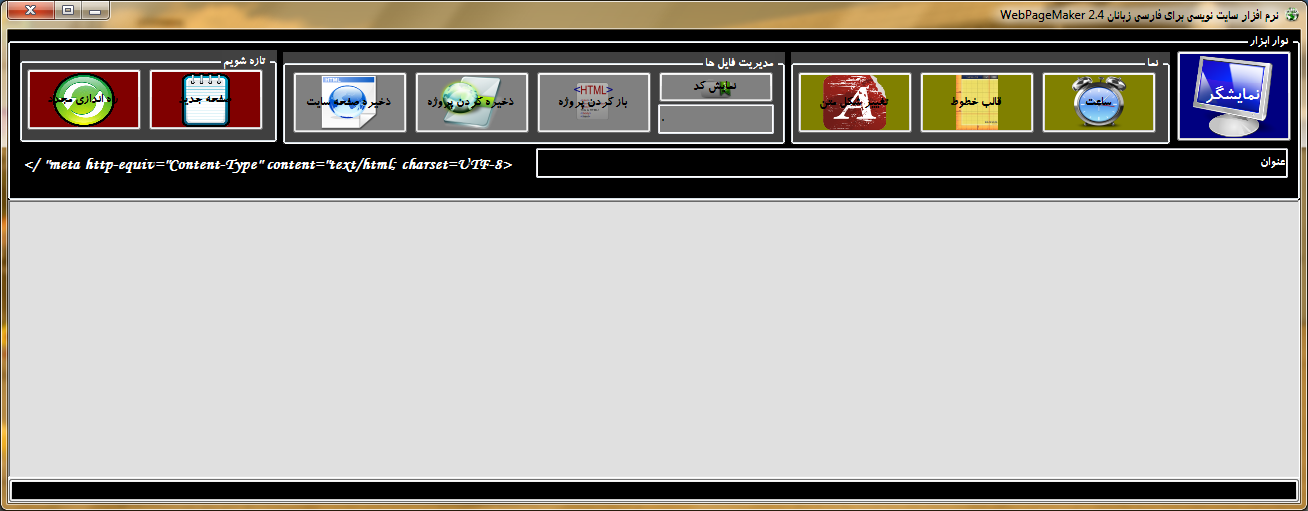 نرم افزار سایت نویسی برای فارسی زبانان WebPageMaker 2.4
نوار ابزار
نمایشگر
نما
ساعت
قالب خطوط
تغییر شکل متن
مدیریت فایل ها
نمایش کد
.
<HTML>
باز کردن پروژه
ذخیره کردن پروژه
HTML
ذخیره صفحه سایت
تازه شویم
صفحه جدید
راه اندازی مجدد
عنوان
</ "meta http-equiv="Content-Type" content="text/html; charset=UTF-8>